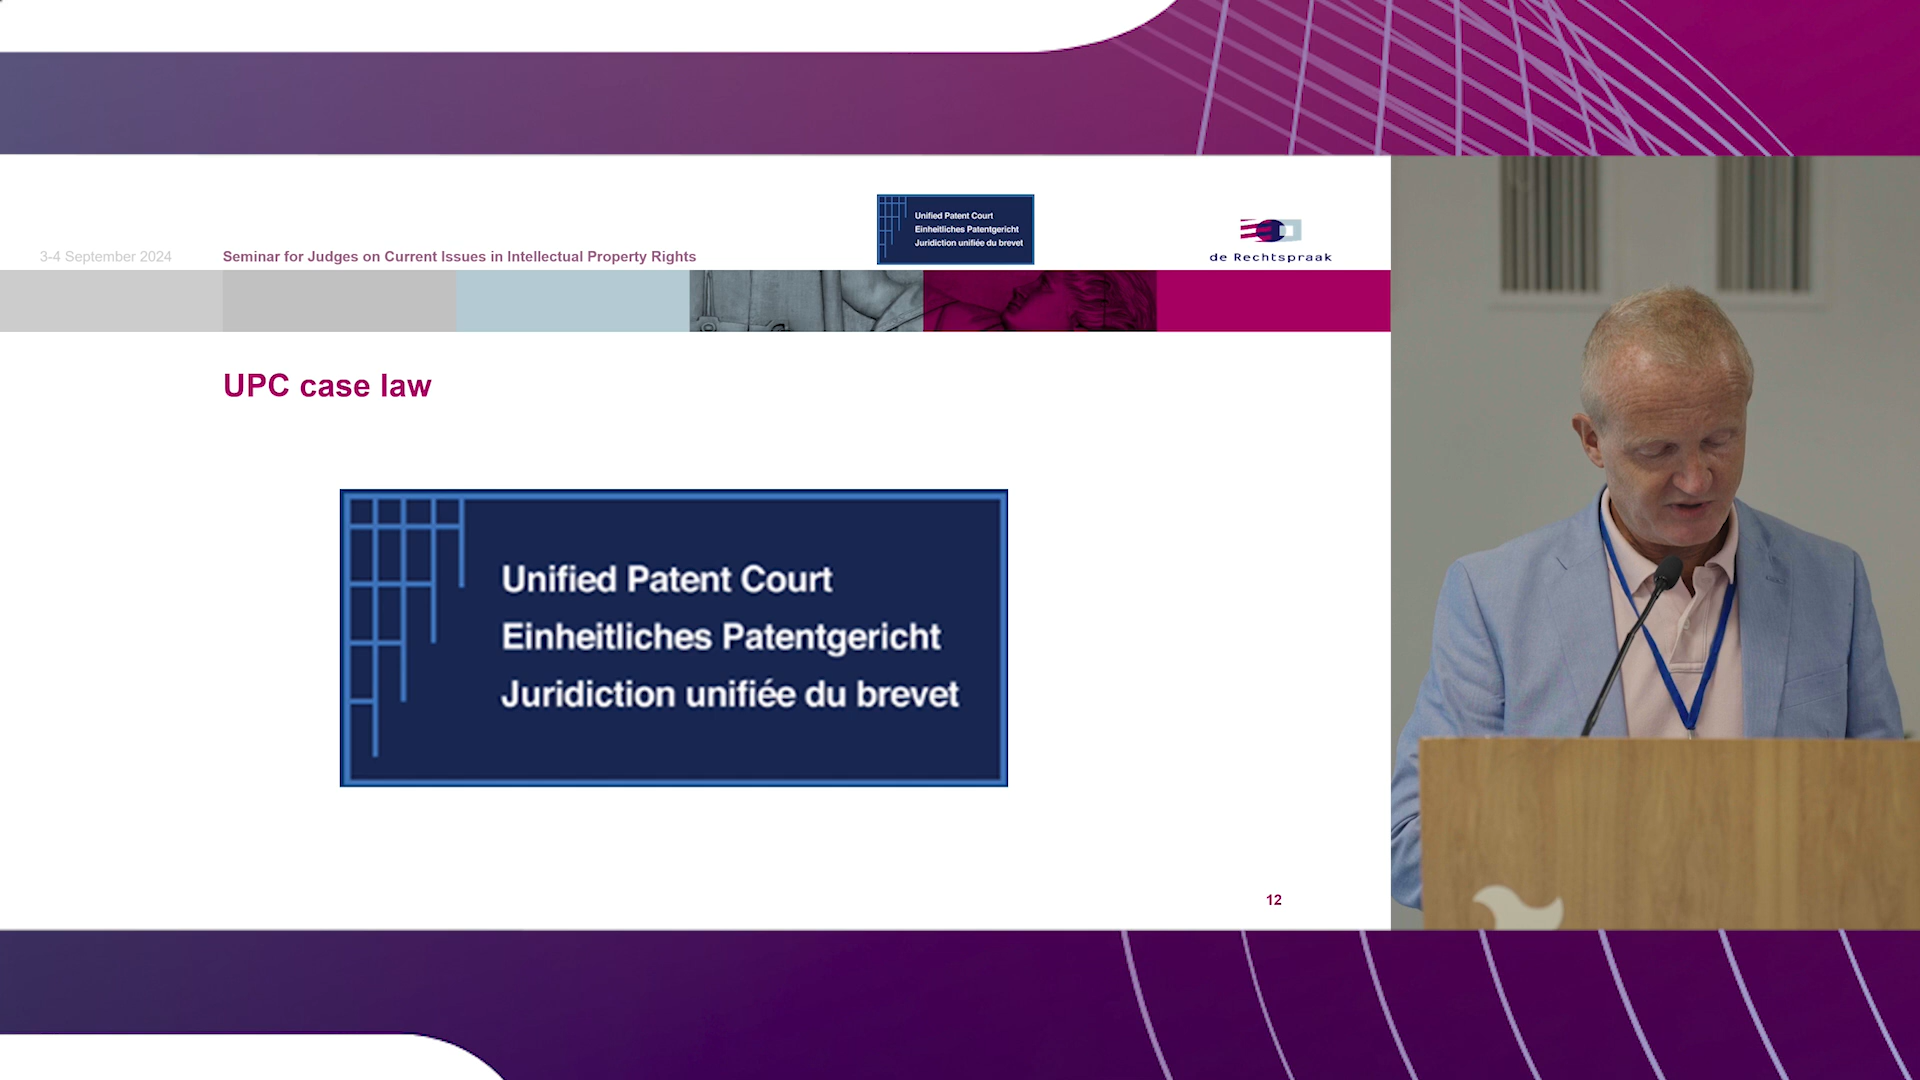 Unified Patent Court
Einheitliches Patentgericht
Juridiction unifiée du brevet
de Rechtspraak
3-4 September 2024
Seminar for Judges on Current Issues in Intellectual Property Rights
UPC case law
Unified Patent Court
Einheitliches Patentgericht
Juridiction unifiée du brevet
12